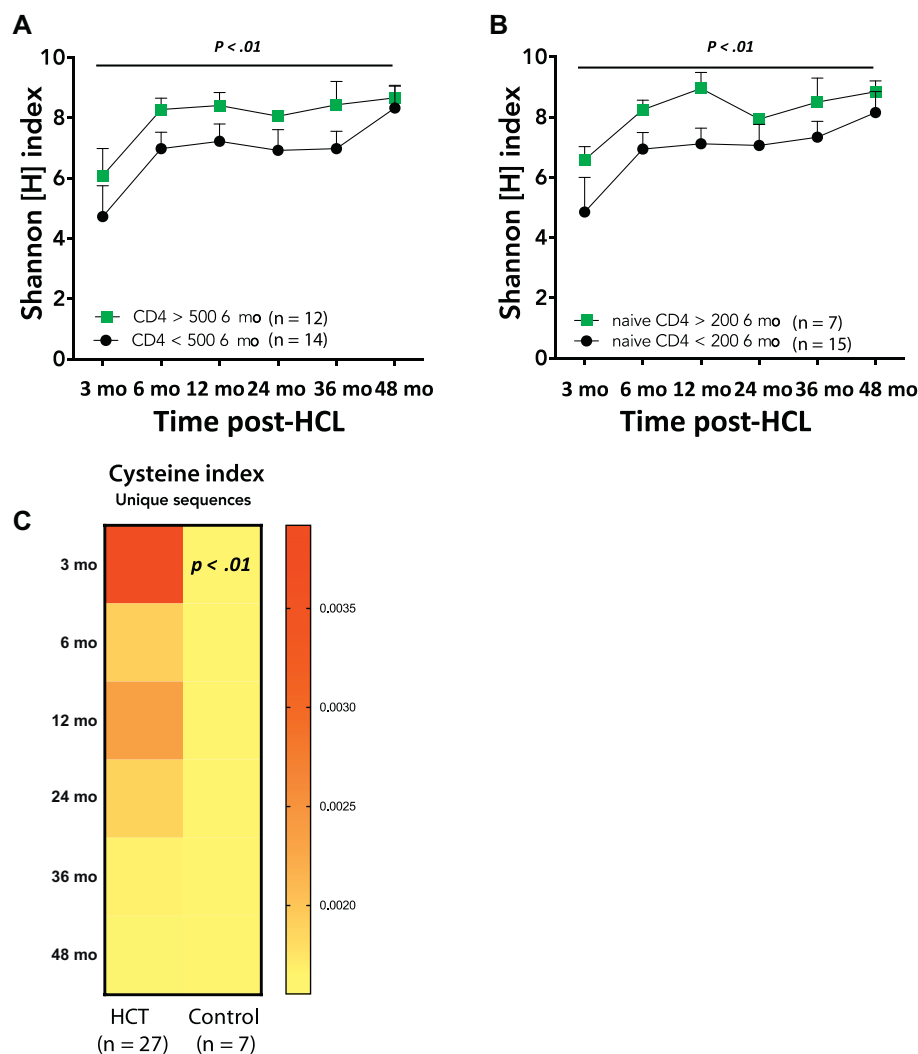 A
P < .01
10
8
6
4
2
0
Shannon [H] index
CD4 > 500 6 mo (n = 12)
CD4 < 500 6 mo (n = 14)
3 mo 6 mo 12 mo 24 mo 36 mo 48 mo
Time post-HCL
B
P < .01
10
8
6
4
2
0
Shannon [H] index
naive CD4 > 200 6 mo (n = 7)
naive CD4 < 200 6 mo (n = 15)
3 mo 6 mo 12 mo 24 mo 36 mo 48 mo
Time post-HCL
C
Cysteine index
Unique sequences
3 mo
6 mo
12 mo
24 mo
36 mo
48 mo
p < .01
0.0035
0.0030
0.0025
0.0020
HCT Control
(n = 27) (n = 7)